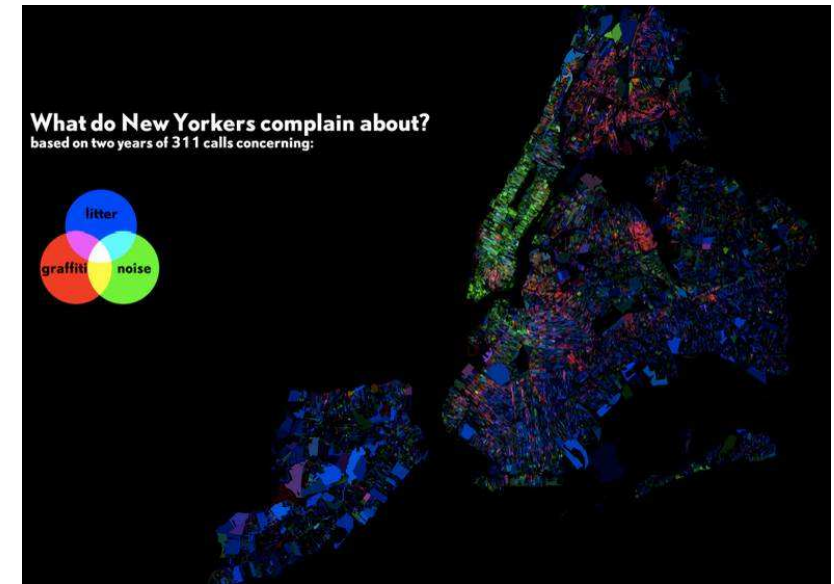 What do New Yorkers complain about?
based on two years of 311 calls concerning:
litter
graffiti
noise